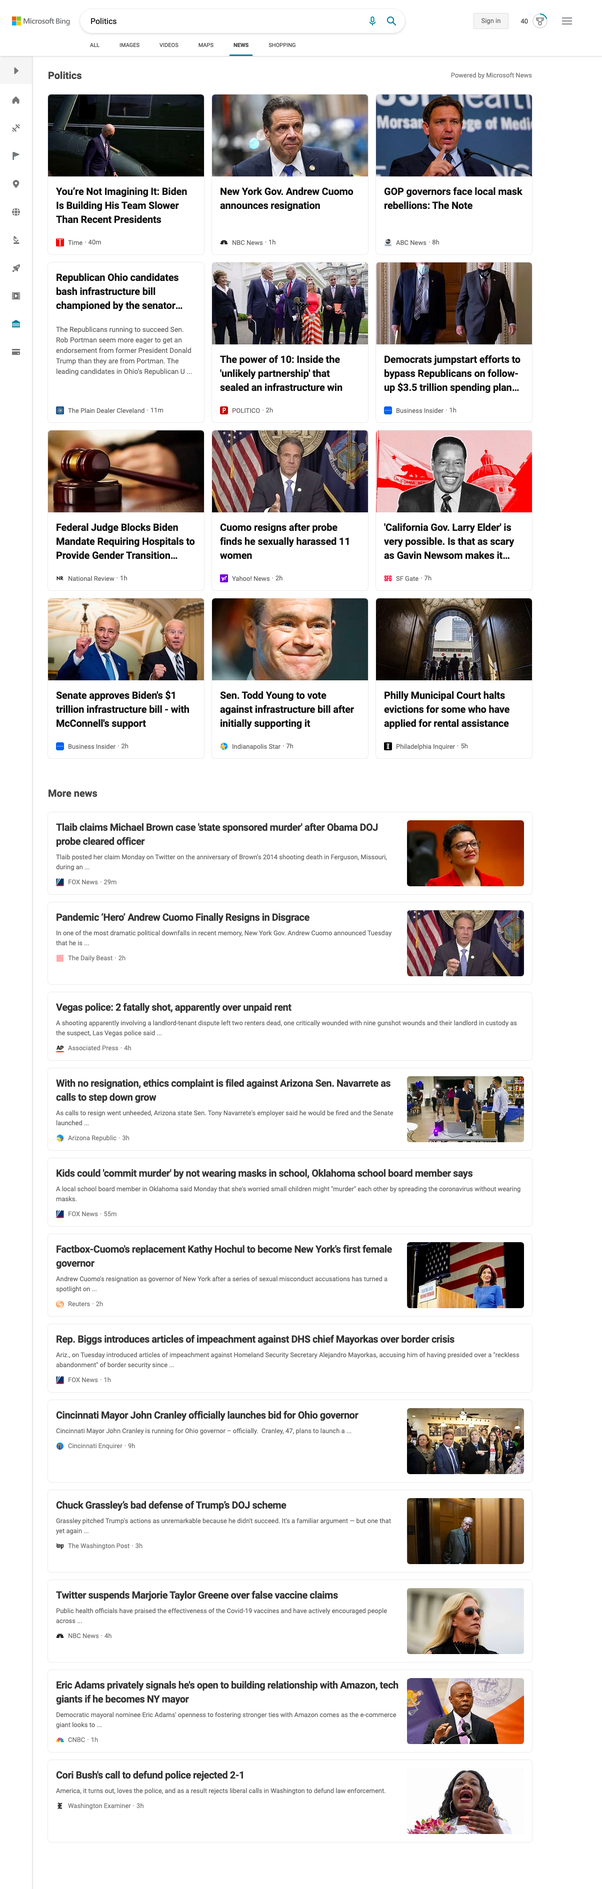 Microsoft Bing
Politics
Sign in
40
ALL
IMAGES
VIDEOS
MAPS
NEWS
SHOPPING
Politics
Powered by Microsoft News
You're Not Imagining It: Biden
Is Building His Team Slower
Than Recent Presidents
Time · 40m
New York Gov. Andrew Cuomo
announces resignation
NBC News · 1h
US Health
Morsan
ege of Medi
GOP governors face local mask
rebellions: The Note
ABC News · 8h
Republican Ohio candidates
bash infrastructure bill
championed by the senator...
The Republicans running to succeed Sen.
Rob Portman seem more eager to get an
endorsement from former President Donald
Trump than they are from Portman. The
leading candidates in Ohio's Republican U ...
The Plain Dealer Cleveland · 11m
The power of 10: Inside the
'unlikely partnership' that
sealed an infrastructure win
POLITICO · 2h
Democrats jumpstart efforts to
bypass Republicans on follow-
up $3.5 trillion spending plan...
Business Insider · 1h
Federal Judge Blocks Biden
Mandate Requiring Hospitals to
Provide Gender Transition...
National Review · 1h
Cuomo resigns after probe
finds he sexually harassed 11
women
Yahoo! News · 2h
'California Gov. Larry Elder' is
very possible. Is that as scary
as Gavin Newsom makes it...
SF Gate · 7h
Senate approves Biden's $1
trillion infrastructure bill - with
McConnell's support
Business Insider · 2h
Sen. Todd Young to vote
against infrastructure bill after
initially supporting it
Indianapolis Star · 7h
Philly Municipal Court halts
evictions for some who have
applied for rental assistance
Philadelphia Inquirer · 5h
More news
Tlaib claims Michael Brown case 'state sponsored murder' after Obama DOJ
probe cleared officer
Tlaib posted her claim Monday on Twitter on the anniversary of Brown's 2014 shooting death in Ferguson, Missouri,
during an ...
FOX News · 29m
Pandemic 'Hero' Andrew Cuomo Finally Resigns in Disgrace
In one of the most dramatic political downfalls in recent memory, New York Gov. Andrew Cuomo announced Tuesday
that he is ...
The Daily Beast · 2h
Vegas police: 2 fatally shot, apparently over unpaid rent
A shooting apparently involving a landlord-tenant dispute left two renters dead, one critically wounded with nine gunshot wounds and their landlord in custody as
the suspect, Las Vegas police said ...
AP Associated Press · 4h
With no resignation, ethics complaint is filed against Arizona Sen. Navarrete as
calls to step down grow
As calls to resign went unheeded, Arizona state Sen. Tony Navarrete's employer said he would be fired and the Senate
launched ...
Arizona Republic · 3h
Kids could 'commit murder' by not wearing masks in school, Oklahoma school board member says
A local school board member in Oklahoma said Monday that she's worried small children might "murder" each other by spreading the coronavirus without wearing
masks.
FOX News · 55m
Factbox-Cuomo's replacement Kathy Hochul to become New York's first female
governor
Andrew Cuomo's resignation as governor of New York after a series of sexual misconduct accusations has turned a
spotlight on ...
Reuters · 2h
Rep. Biggs introduces articles of impeachment against DHS chief Mayorkas over border crisis
Ariz., on Tuesday introduced articles of impeachment against Homeland Security Secretary Alejandro Mayorkas, accusing him of having presided over a "reckless
abandonment" of border security since ...
FOX News · 1h
Cincinnati Mayor John Cranley officially launches bid for Ohio governor
Cincinnati Mayor John Cranley is running for Ohio governor – officially. Cranley, 47, plans to launch a ...
Cincinnati Enquirer · 9h
Chuck Grassley's bad defense of Trump's DOJ scheme
Grassley pitched Trump's actions as unremarkable because he didn't succeed. It's a familiar argument — but one that
yet again ...
The Washington Post · 3h
Twitter suspends Marjorie Taylor Greene over false vaccine claims
Public health officials have praised the effectiveness of the Covid-19 vaccines and have actively encouraged people
across ...
NBC News · 4h
Eric Adams privately signals he's open to building relationship with Amazon, tech
giants if he becomes NY mayor
Democratic mayoral nominee Eric Adams' openness to fostering stronger ties with Amazon comes as the e-commerce
giant looks to ...
CNBC · 1h
Cori Bush's call to defund police rejected 2-1
America, it turns out, loves the police, and as a result rejects liberal calls in Washington to defund law enforcement.
Washington Examiner · 3h